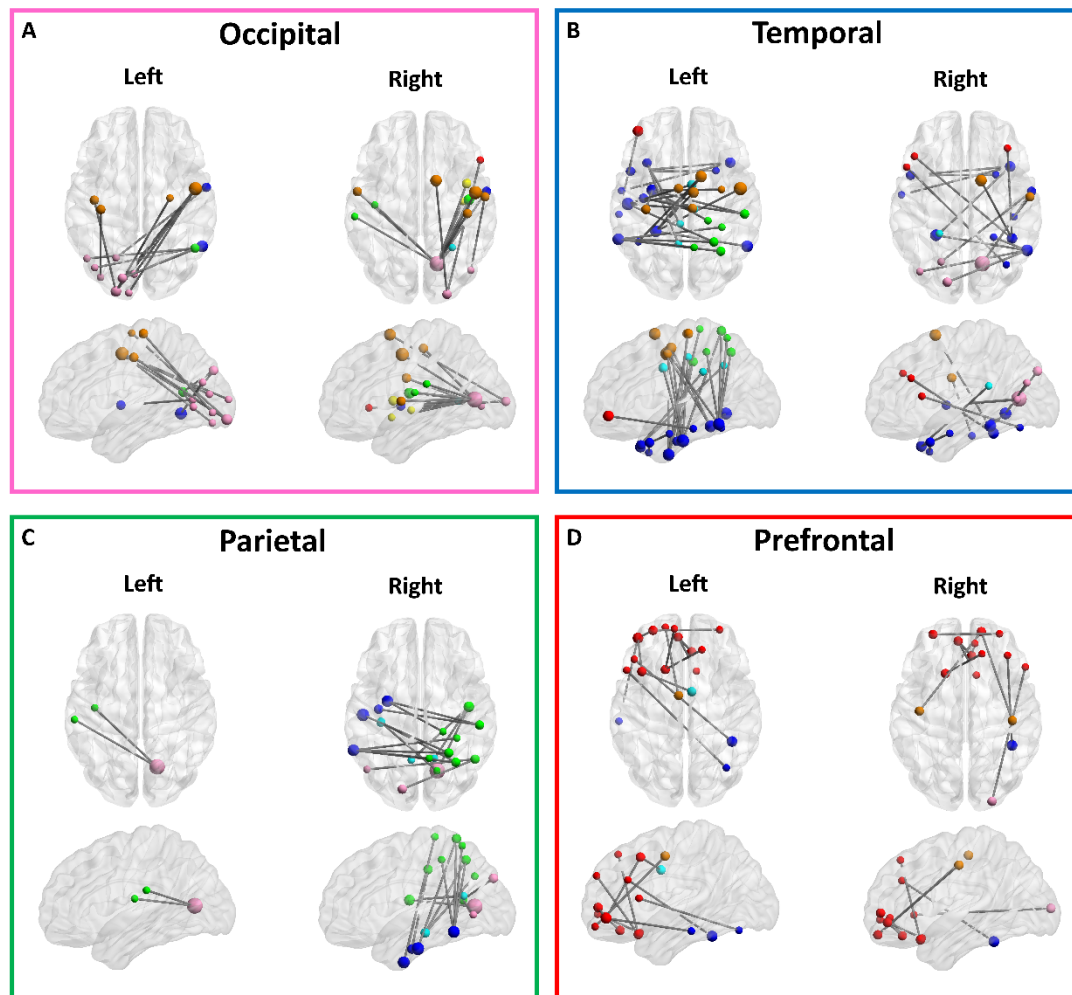 A
Occipital
Left
Right
B
Temporal
Left
Right
C
Parietal
Left
Right
D
Prefrontal
Left
Right